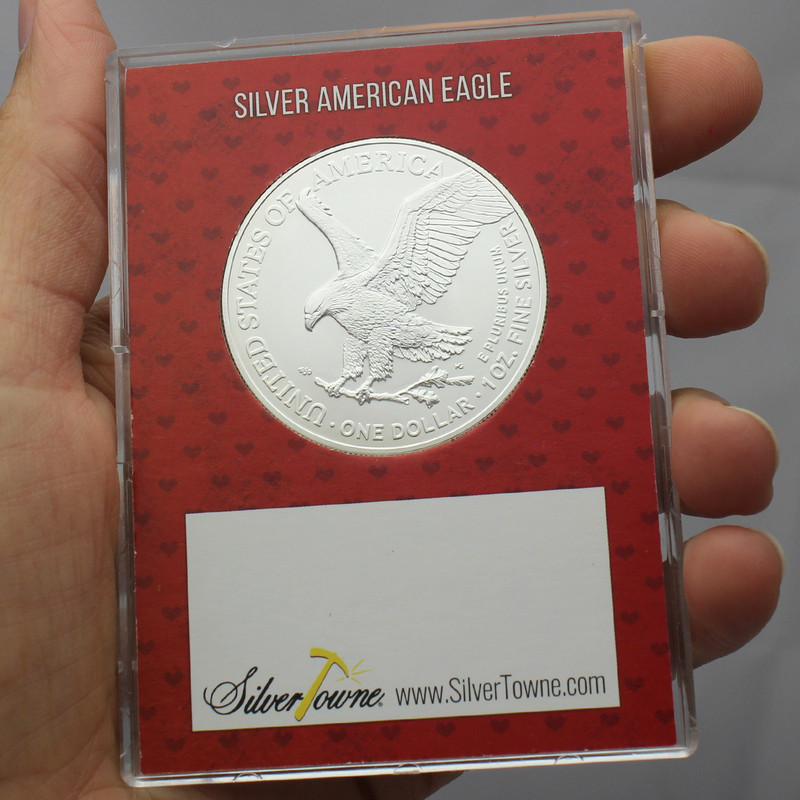 SILVER AMERICAN EAGLE
UNITED STATES OF AMERICA
E PLURIBUS UNUM
· ONE DOLLAR · 1 OZ. FINE SILVER
SilverTowne
www.SilverTowne.com